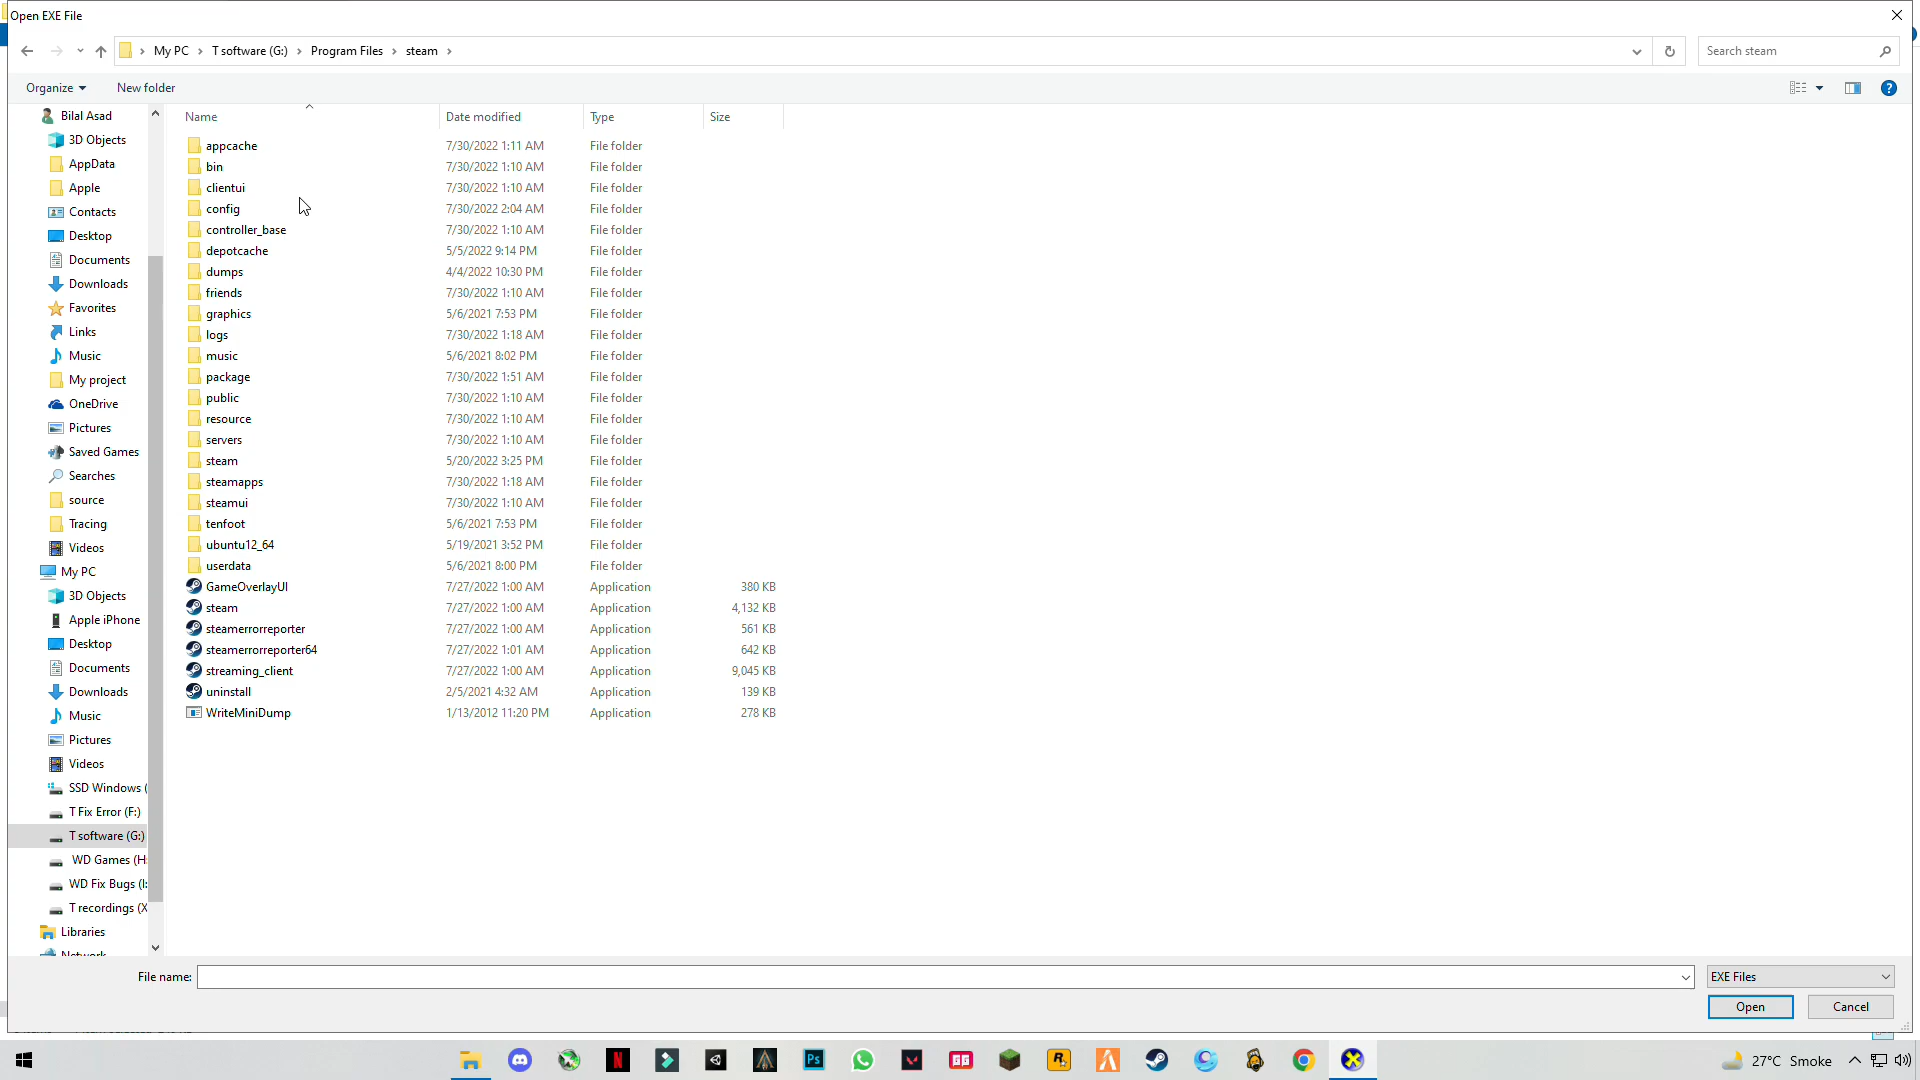 Open EXE File
My PC
T software (G:)
Program Files
steam
Search steam
Organize
New folder
Name
Date modified
Type
Size
Bilal Asad
3D Objects
AppData
Apple
Contacts
Desktop
Documents
Downloads
Favorites
Links
Music
My project
OneDrive
Pictures
Saved Games
Searches
source
Tracing
Videos
My PC
3D Objects
Apple iPhone
Desktop
Documents
Downloads
Music
Pictures
Videos
SSD Windows (
T Fix Error (F:)
T software (G:)
WD Games (H:
WD Fix Bugs (I:
T recordings (X
Libraries
Network
appcache 7/30/2022 1:11 AM File folder
bin 7/30/2022 1:10 AM File folder
clientui 7/30/2022 1:10 AM File folder
config 7/30/2022 2:04 AM File folder
controller_base 7/30/2022 1:10 AM File folder
depotcache 5/5/2022 9:14 PM File folder
dumps 4/4/2022 10:30 PM File folder
friends 7/30/2022 1:10 AM File folder
graphics 5/6/2021 7:53 PM File folder
logs 7/30/2022 1:18 AM File folder
music 5/6/2021 8:02 PM File folder
package 7/30/2022 1:51 AM File folder
public 7/30/2022 1:10 AM File folder
resource 7/30/2022 1:10 AM File folder
servers 7/30/2022 1:10 AM File folder
steam 5/20/2022 3:25 PM File folder
steamapps 7/30/2022 1:18 AM File folder
steamui 7/30/2022 1:10 AM File folder
tenfoot 5/6/2021 7:53 PM File folder
ubuntu12_64 5/19/2021 3:52 PM File folder
userdata 5/6/2021 8:00 PM File folder
GameOverlayUI 7/27/2022 1:00 AM Application 380 KB
steam 7/27/2022 1:00 AM Application 4,132 KB
steamerrorreporter 7/27/2022 1:00 AM Application 561 KB
steamerrorreporter64 7/27/2022 1:01 AM Application 642 KB
streaming_client 7/27/2022 1:00 AM Application 9,045 KB
uninstall 2/5/2021 4:32 AM Application 139 KB
WriteMiniDump 1/13/2012 11:20 PM Application 278 KB
File name:
EXE Files
Open
Cancel
27°C Smoke